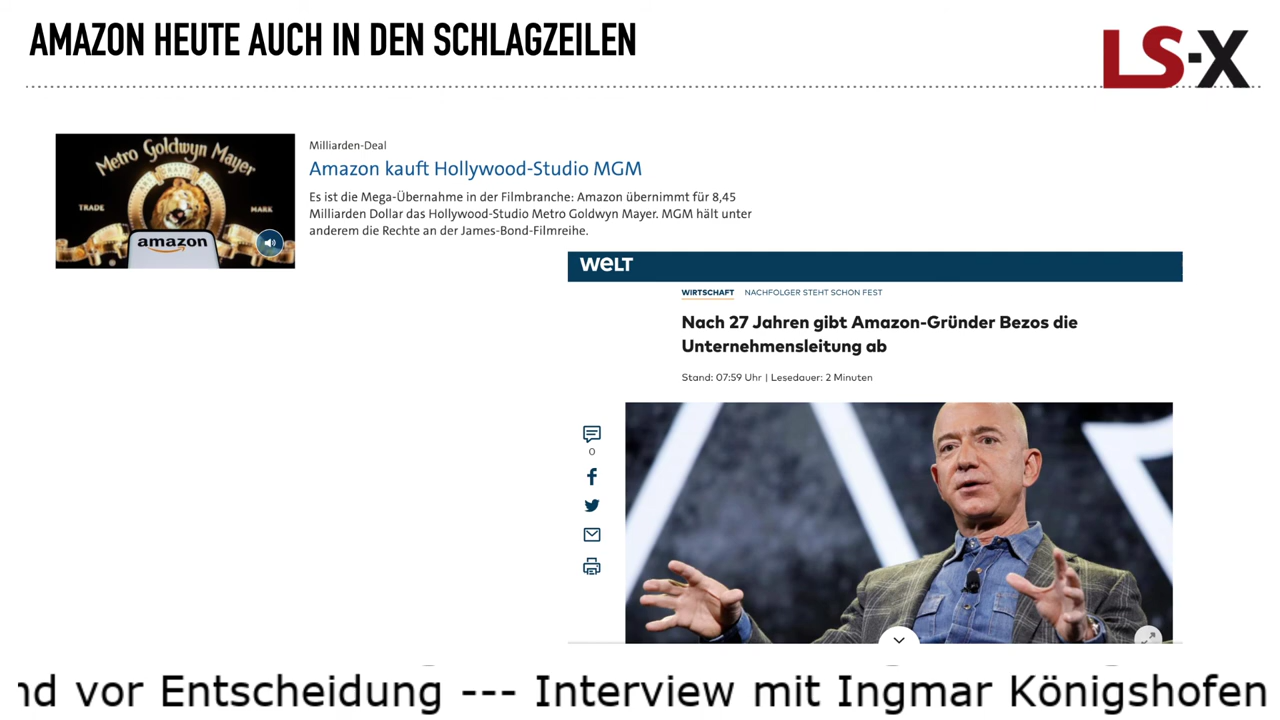 AMAZON HEUTE AUCH IN DEN SCHLAGZEILEN
LS-X
Metro Goldwyn Mayer
TRADE
MARK
amazon
Milliarden-Deal
Amazon kauft Hollywood-Studio MGM
Es ist die Mega-Übernahme in der Filmbranche: Amazon übernimmt für 8,45
Milliarden Dollar das Hollywood-Studio Metro Goldwyn Mayer. MGM hält unter
anderem die Rechte an der James-Bond-Filmreihe.
WELT
WIRTSCHAFT NACHFOLGER STEHT SCHON FEST
Nach 27 Jahren gibt Amazon-Gründer Bezos die
Unternehmensleitung ab
Stand: 07:59 Uhr | Lesedauer: 2 Minuten
0
nd vor Entscheidung --- Interview mit Ingmar Königshofen